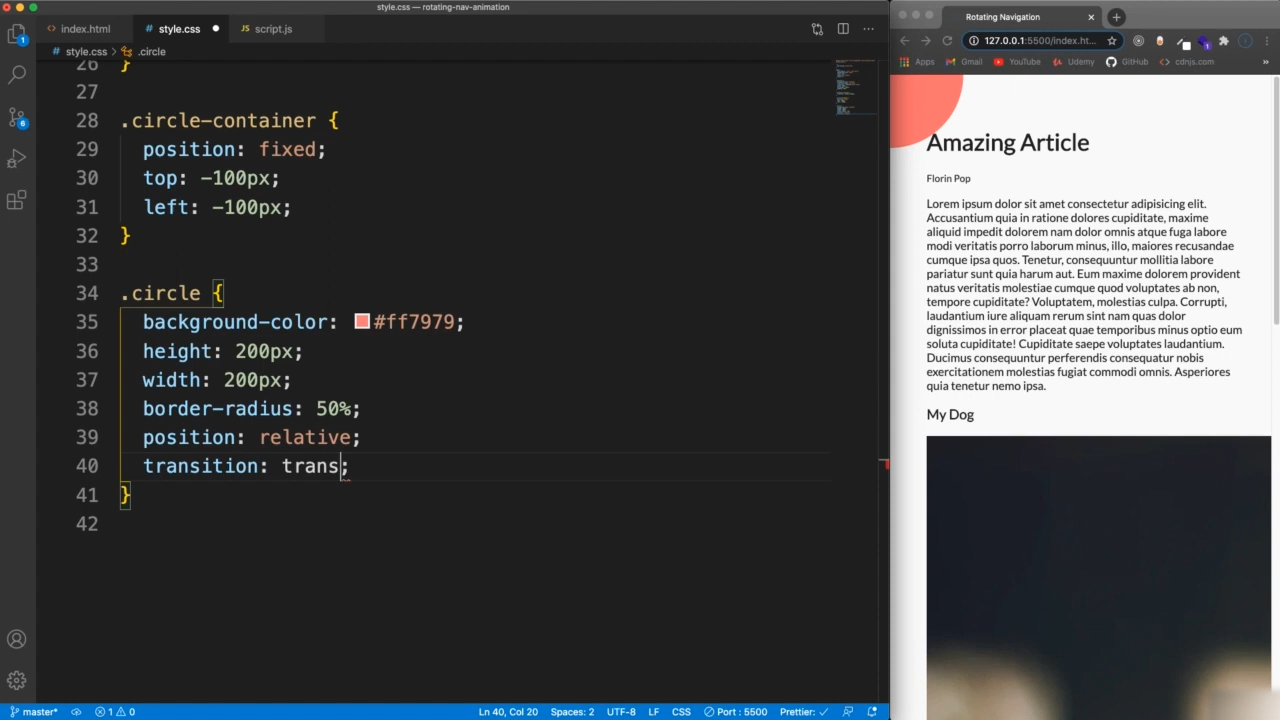 style.css — rotating-nav-animation
index.html
style.css
JS script.js
style.css > .circle
26 }
27
28 .circle-container {
29 position: fixed;
30 top: -100px;
31 left: -100px;
32 }
33
34 .circle {
35 background-color: #ff7979;
36 height: 200px;
37 width: 200px;
38 border-radius: 50%;
39 position: relative;
40 transition: trans;
41 }
42
1
6
master*
1 0
Ln 40, Col 20
Spaces: 2
UTF-8
LF
CSS
Port : 5500
Prettier: ✓
Rotating Navigation
127.0.0.1:5500/index.ht...
Apps
Gmail
YouTube
Udemy
GitHub
cdnjs.com
»
Amazing Article
Florin Pop
Lorem ipsum dolor sit amet consectetur adipisicing elit.
Accusantium quia in ratione dolores cupiditate, maxime
aliquid impedit dolorem nam dolor omnis atque fuga labore
modi veritatis porro laborum minus, illo, maiores recusandae
cumque ipsa quos. Tenetur, consequuntur mollitia labore
pariatur sunt quia harum aut. Eum maxime dolorem provident
natus veritatis molestiae cumque quod voluptates ab non,
tempore cupiditate? Voluptatem, molestias culpa. Corrupti,
laudantium iure aliquam rerum sint nam quas dolor
dignissimos in error placeat quae temporibus minus optio eum
soluta cupiditate! Cupiditate saepe voluptates laudantium.
Ducimus consequuntur perferendis consequatur nobis
exercitationem molestias fugiat commodi omnis. Asperiores
quia tenetur nemo ipsa.
My Dog